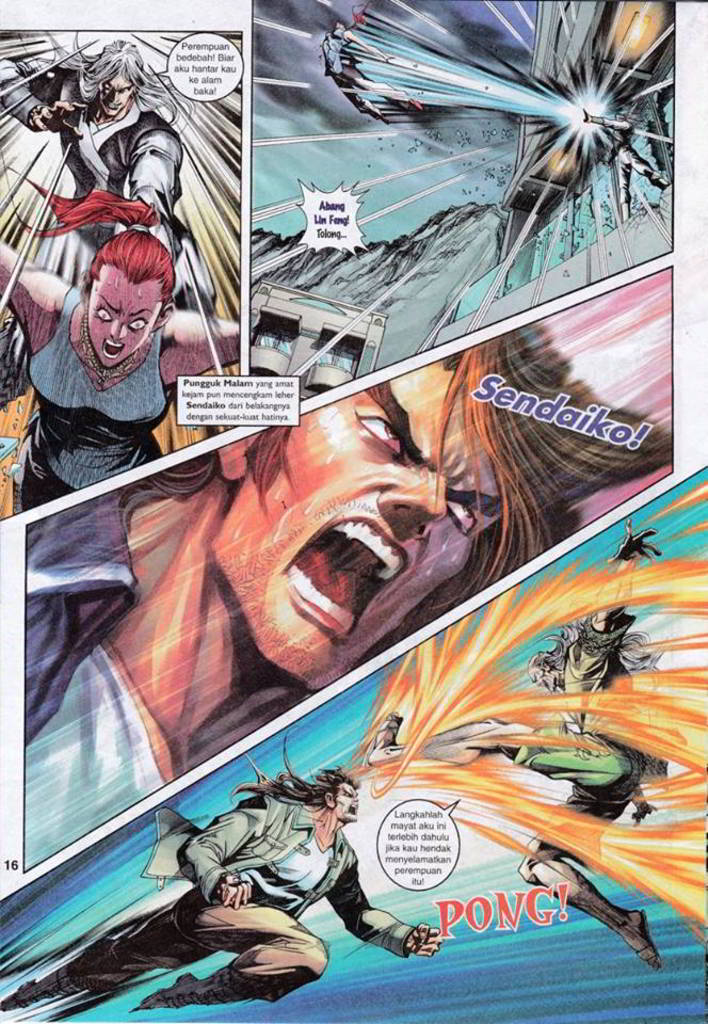 Perempuan
bedebah! Biar
aku hantar kau
ke alam
baka!
Abang
Lin Feng!
Tolong...
Pungguk Malam yang amat
kejam pun mencengkam leher
Sendaiko dari belakangnya
dengan sekuat-kuat hatinya.
Sendaiko!
Langkahlah
mayat aku ini
terlebih dahulu
jika kau hendak
menyelamatkan
perempuan
itu!
PONG!
16